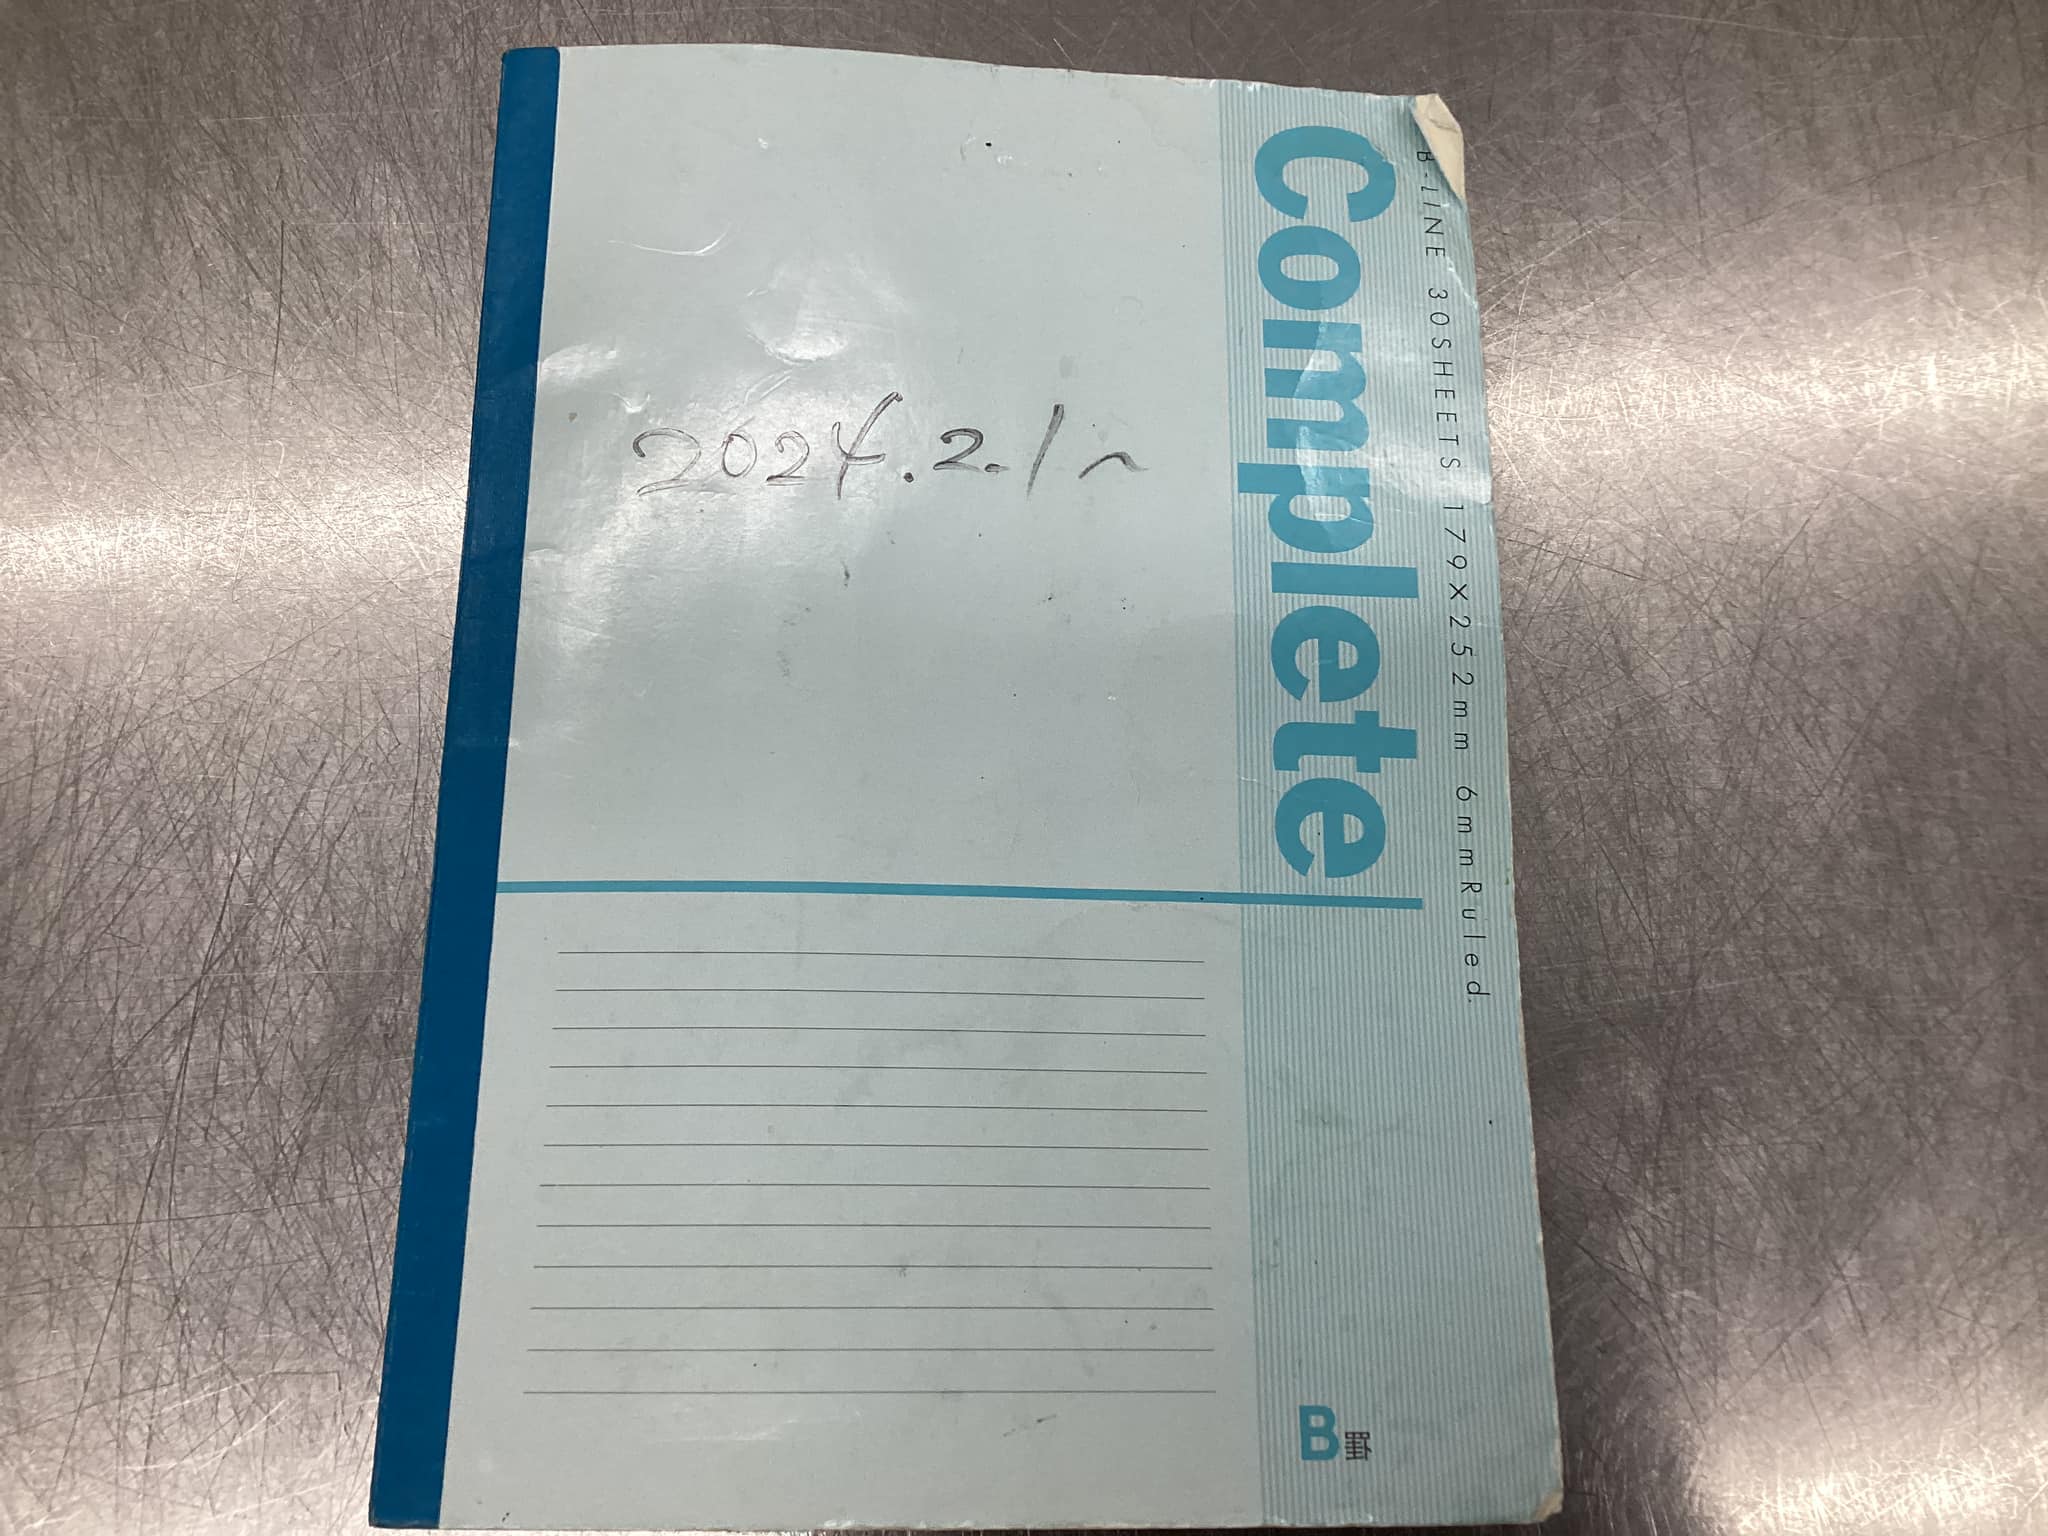 Complete
B-LINE 30SHEETS 179×252mm 6mmRuled.
2024.2.1~
B罫